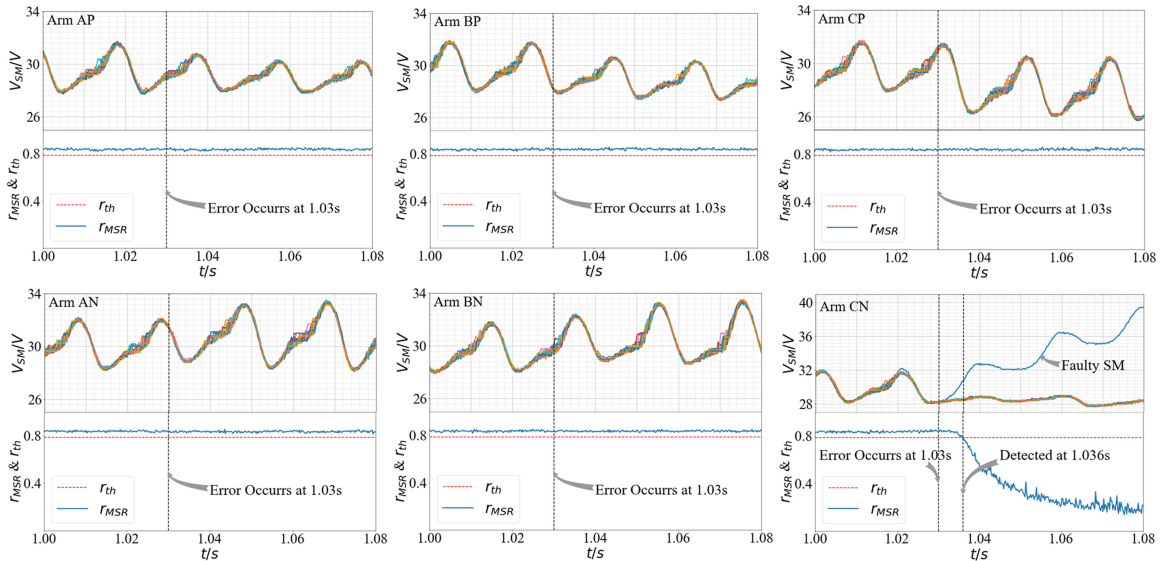 Arm AP
34
30
26
V_SM/V
0.8
0.4
r_MSR & r_th
r_th
r_MSR
Error Occurrs at 1.03s
1.00 1.02 1.04 1.06 1.08
t/s
Arm BP
34
30
26
V_SM/V
0.8
0.4
r_MSR & r_th
r_th
r_MSR
Error Occurrs at 1.03s
1.00 1.02 1.04 1.06 1.08
t/s
Arm CP
34
30
26
V_SM/V
0.8
0.4
r_MSR & r_th
r_th
r_MSR
Error Occurrs at 1.03s
1.00 1.02 1.04 1.06 1.08
t/s
Arm AN
34
30
26
V_SM/V
0.8
0.4
r_MSR & r_th
r_th
r_MSR
Error Occurrs at 1.03s
1.00 1.02 1.04 1.06 1.08
t/s
Arm BN
34
30
26
V_SM/V
0.8
0.4
r_MSR & r_th
r_th
r_MSR
Error Occurrs at 1.03s
1.00 1.02 1.04 1.06 1.08
t/s
Arm CN
40
36
32
28
V_SM/V
Faulty SM
0.8
0.4
r_MSR & r_th
Error Occurrs at 1.03s
Detected at 1.036s
r_th
r_MSR
1.00 1.02 1.04 1.06 1.08
t/s